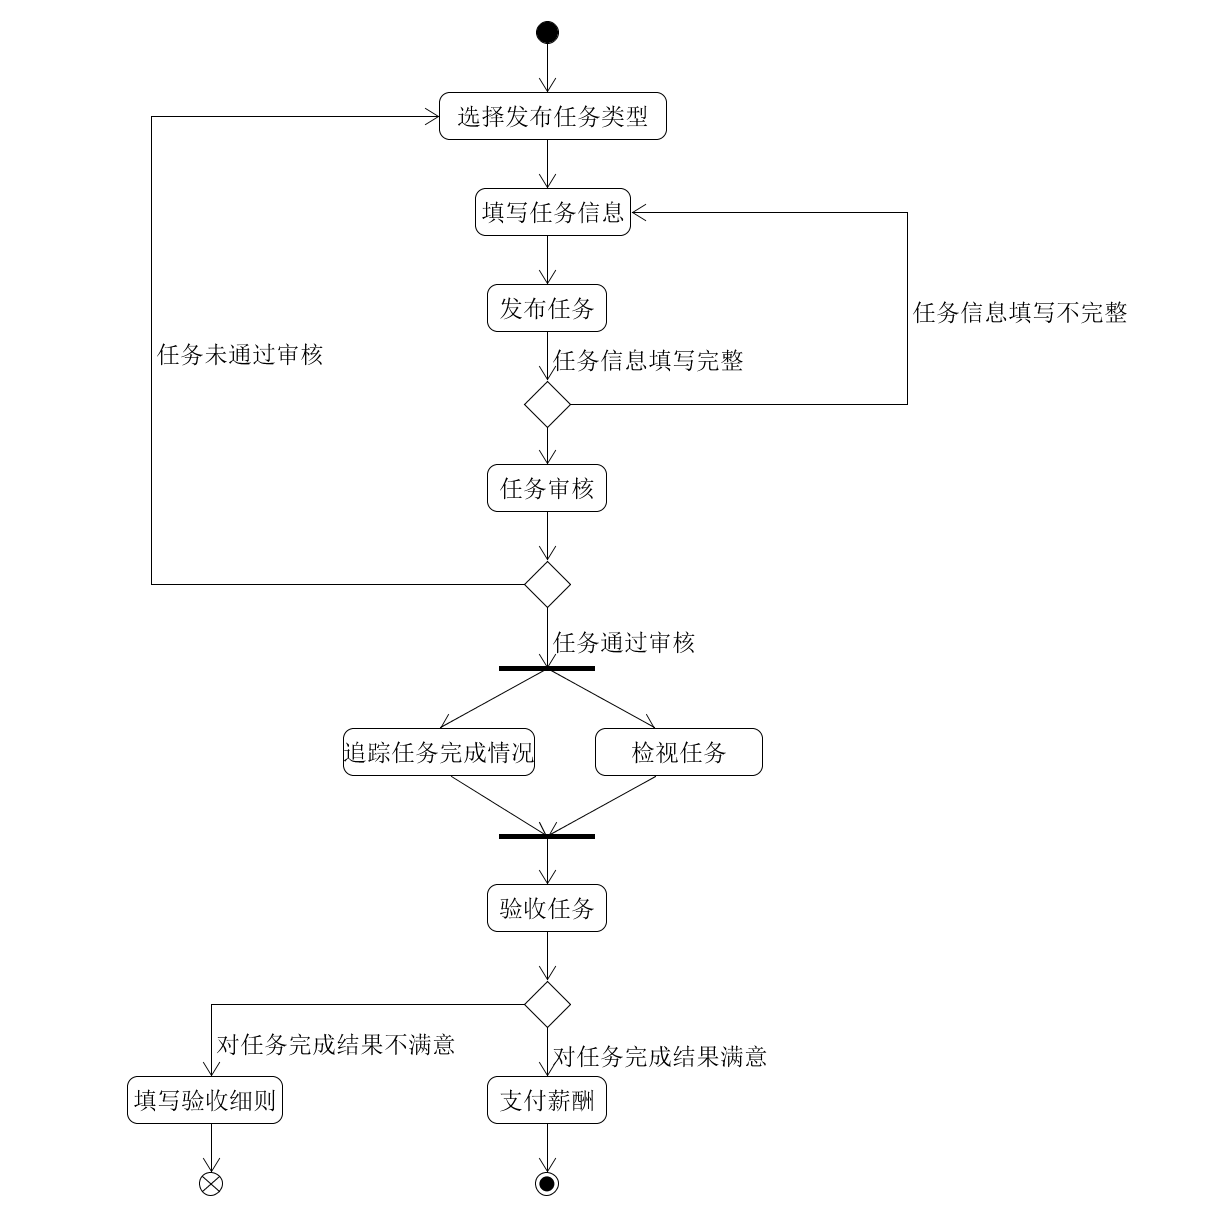 选择发布任务类型
填写任务信息
发布任务
任务信息填写不完整
任务未通过审核
任务信息填写完整
任务审核
任务通过审核
追踪任务完成情况
检视任务
验收任务
对任务完成结果不满意
对任务完成结果满意
填写验收细则
支付薪酬